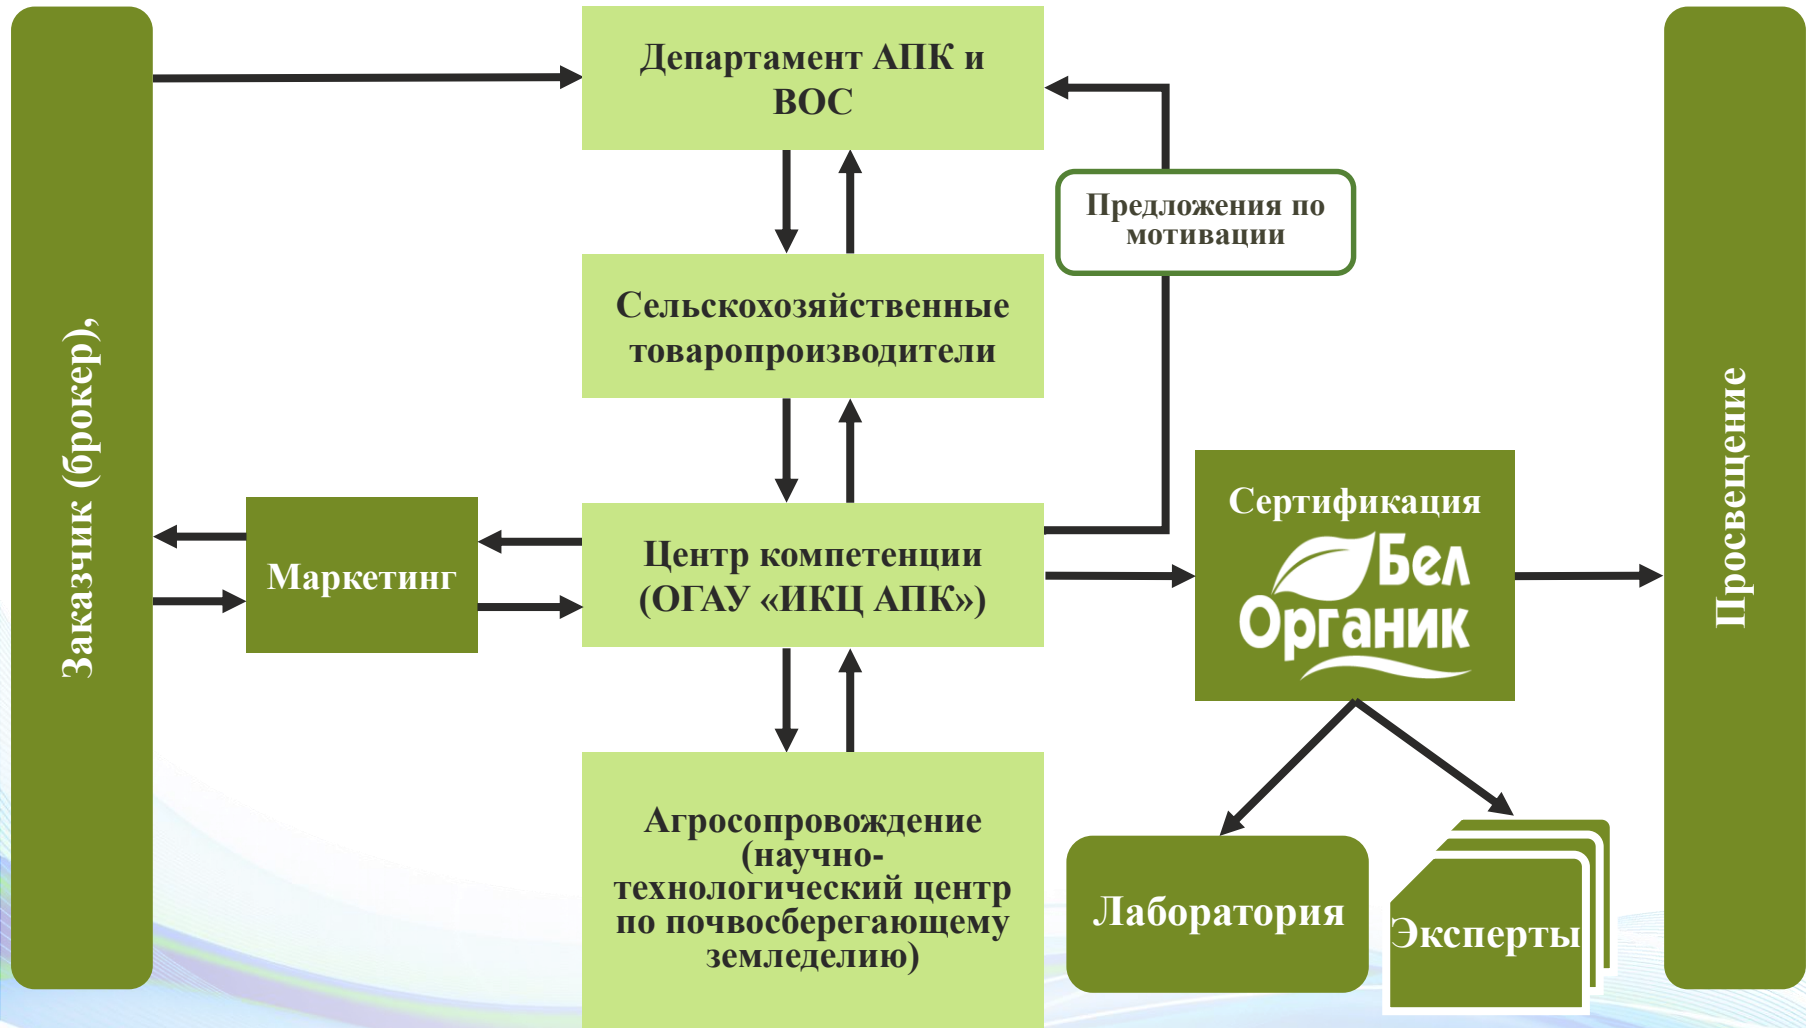 Заказчик (брокер),
Департамент АПК и
ВОС
Предложения по
мотивации
Сельскохозяйственные
товаропроизводители
Маркетинг
Центр компетенции
(ОГАУ «ИКЦ АПК»)
Сертификация
Бел
Органик
Просвещение
Агросопровождение
(научно-
технологический центр
по почвосберегающему
земледелию)
Лаборатория
Эксперты